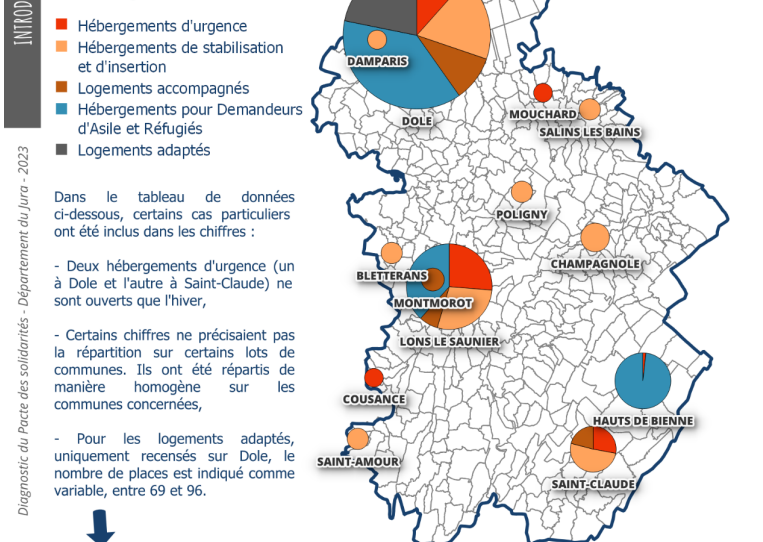 INTROD
Diagnostic du Pacte des solidarités - Département du Jura - 2023
Hébergements d'urgence
Hébergements de stabilisation
et d'insertion
Logements accompagnés
Hébergements pour Demandeurs
d'Asile et Réfugiés
Logements adaptés
Dans le tableau de données
ci-dessous, certains cas particuliers
ont été inclus dans les chiffres :
- Deux hébergements d'urgence (un
à Dole et l'autre à Saint-Claude) ne
sont ouverts que l'hiver,
- Certains chiffres ne précisaient pas
la répartition sur certains lots de
communes. Ils ont été répartis de
manière homogène sur les
communes concernées,
- Pour les logements adaptés,
uniquement recensés sur Dole, le
nombre de places est indiqué comme
variable, entre 69 et 96.
DAMPARIS
DOLE
MOUCHARD
SALINS LES BAINS
POLIGNY
CHAMPAGNOLE
BLETTERANS
MONTMOROT
LONS LE SAUNIER
COUSANCE
HAUTS DE BIENNE
SAINT-AMOUR
SAINT-CLAUDE